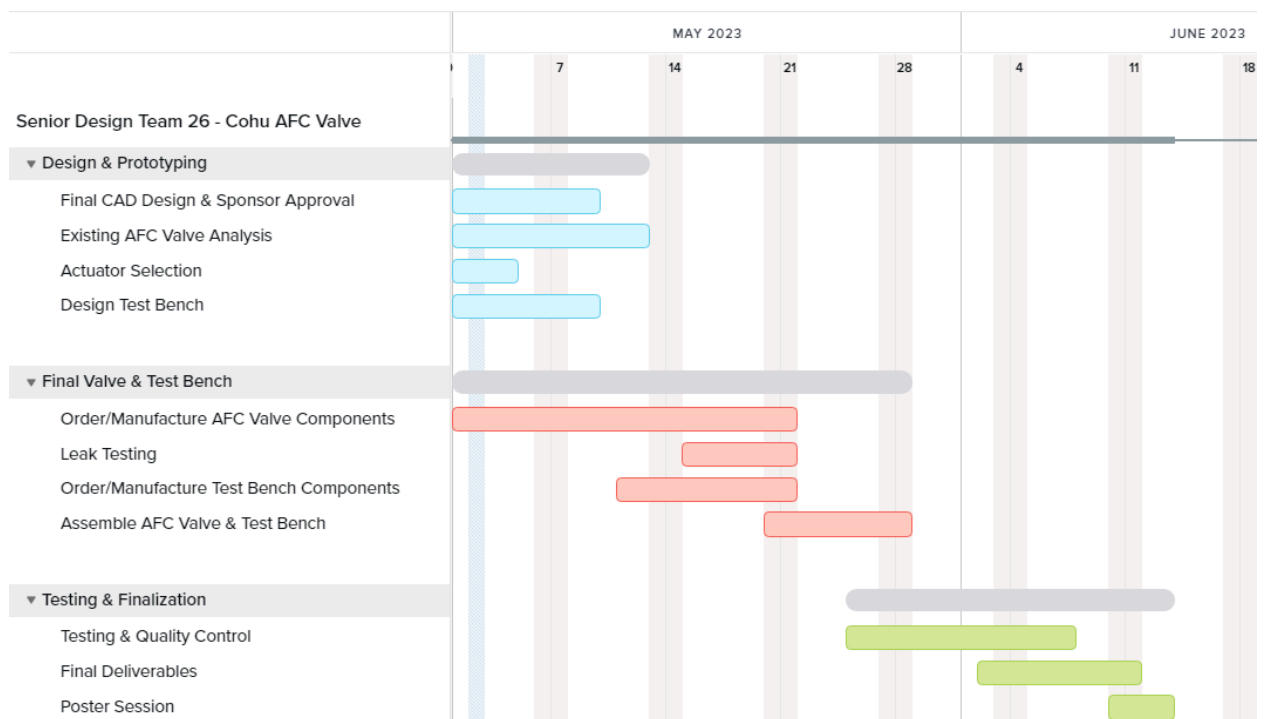 MAY 2023 JUNE 2023
7 14 21 28 4 11 18
Senior Design Team 26 - Cohu AFC Valve
Design & Prototyping
Final CAD Design & Sponsor Approval
Existing AFC Valve Analysis
Actuator Selection
Design Test Bench
Final Valve & Test Bench
Order/Manufacture AFC Valve Components
Leak Testing
Order/Manufacture Test Bench Components
Assemble AFC Valve & Test Bench
Testing & Finalization
Testing & Quality Control
Final Deliverables
Poster Session